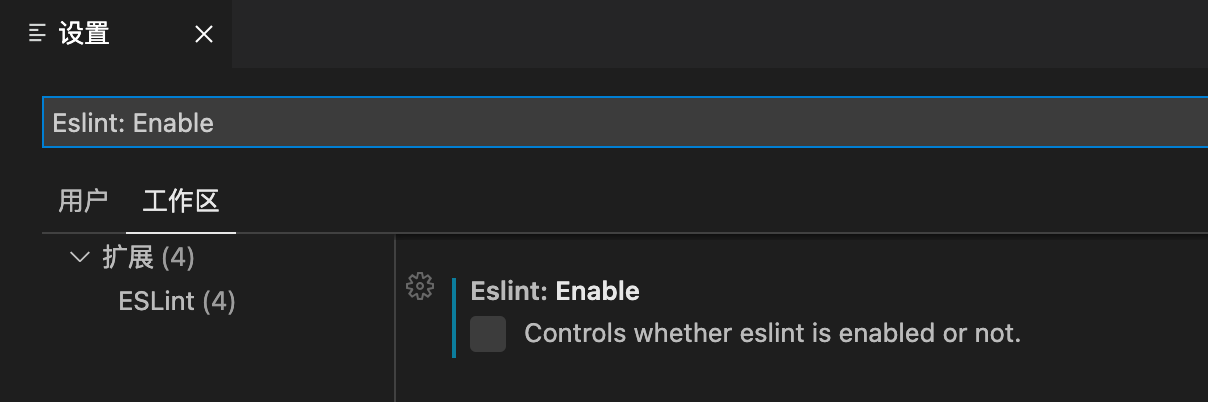 设置
Eslint: Enable
用户 工作区
扩展 (4)
ESLint (4)
Eslint: Enable
Controls whether eslint is enabled or not.